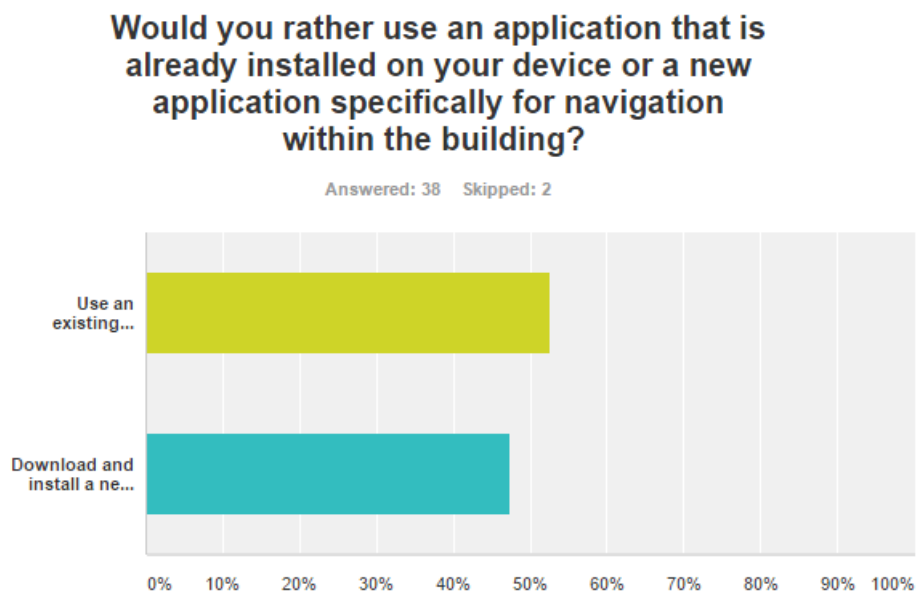 Would you rather use an application that is
already installed on your device or a new
application specifically for navigation
within the building?
Answered: 38 Skipped: 2
Use an
existing...
Download and
install a ne...
0% 10% 20% 30% 40% 50% 60% 70% 80% 90% 100%